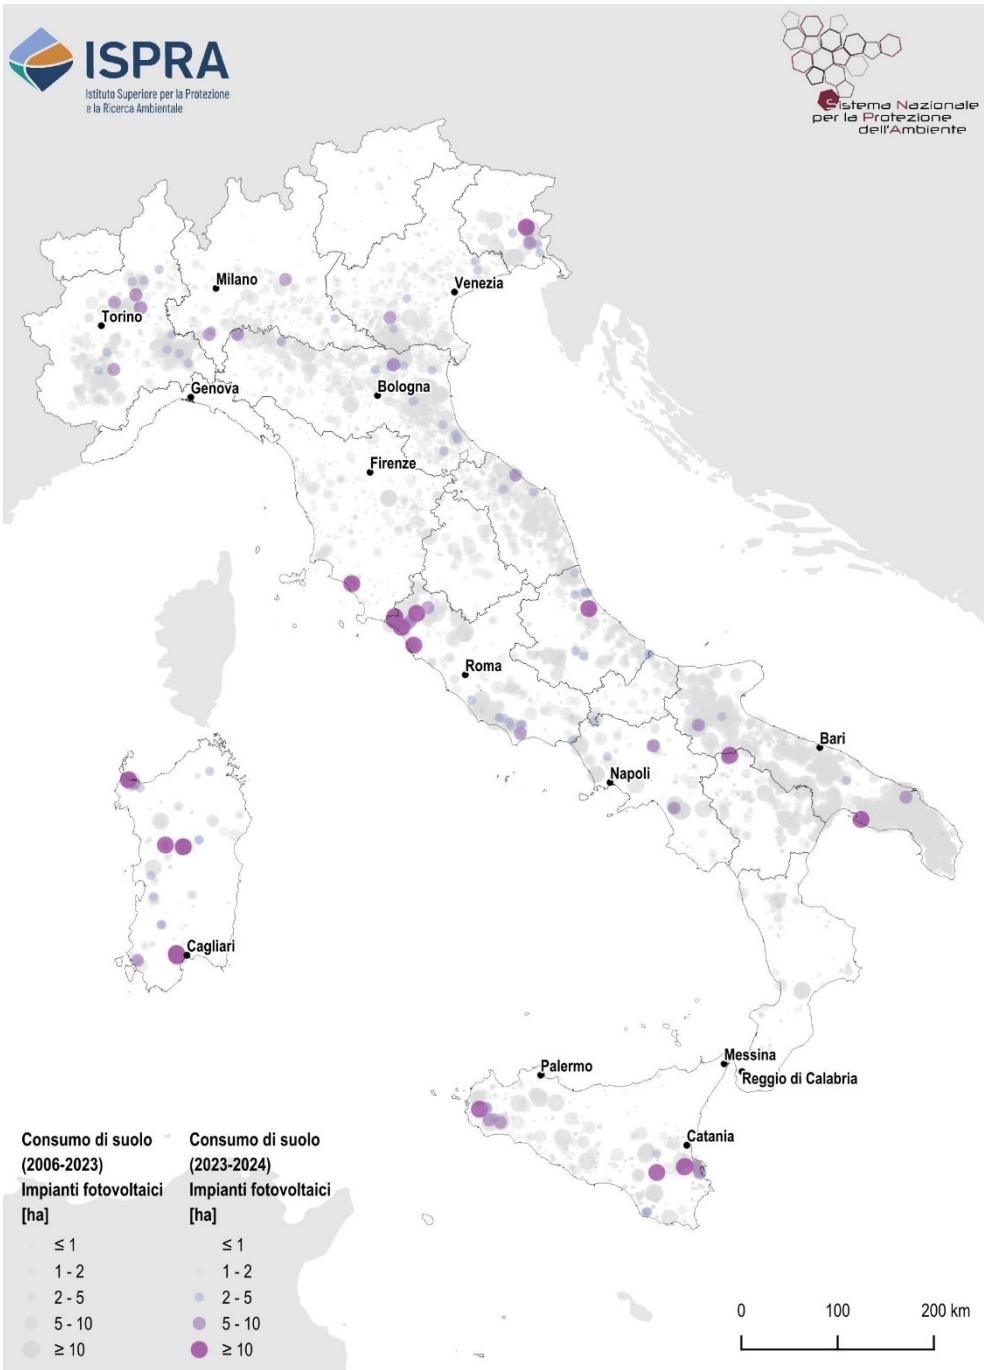 ISPRA
Istituto Superiore per la Protezione
e la Ricerca Ambientale
Sistema Nazionale
per la Protezione
dell'Ambiente
Milano
Venezia
Torino
Genova
Bologna
Firenze
Roma
Bari
Napoli
Cagliari
Palermo
Messina
Reggio di Calabria
Catania
Consumo di suolo
(2006-2023)
Impianti fotovoltaici
[ha]
≤ 1
1 - 2
2 - 5
5 - 10
≥ 10
Consumo di suolo
(2023-2024)
Impianti fotovoltaici
[ha]
≤ 1
1 - 2
2 - 5
5 - 10
≥ 10
0 100 200 km